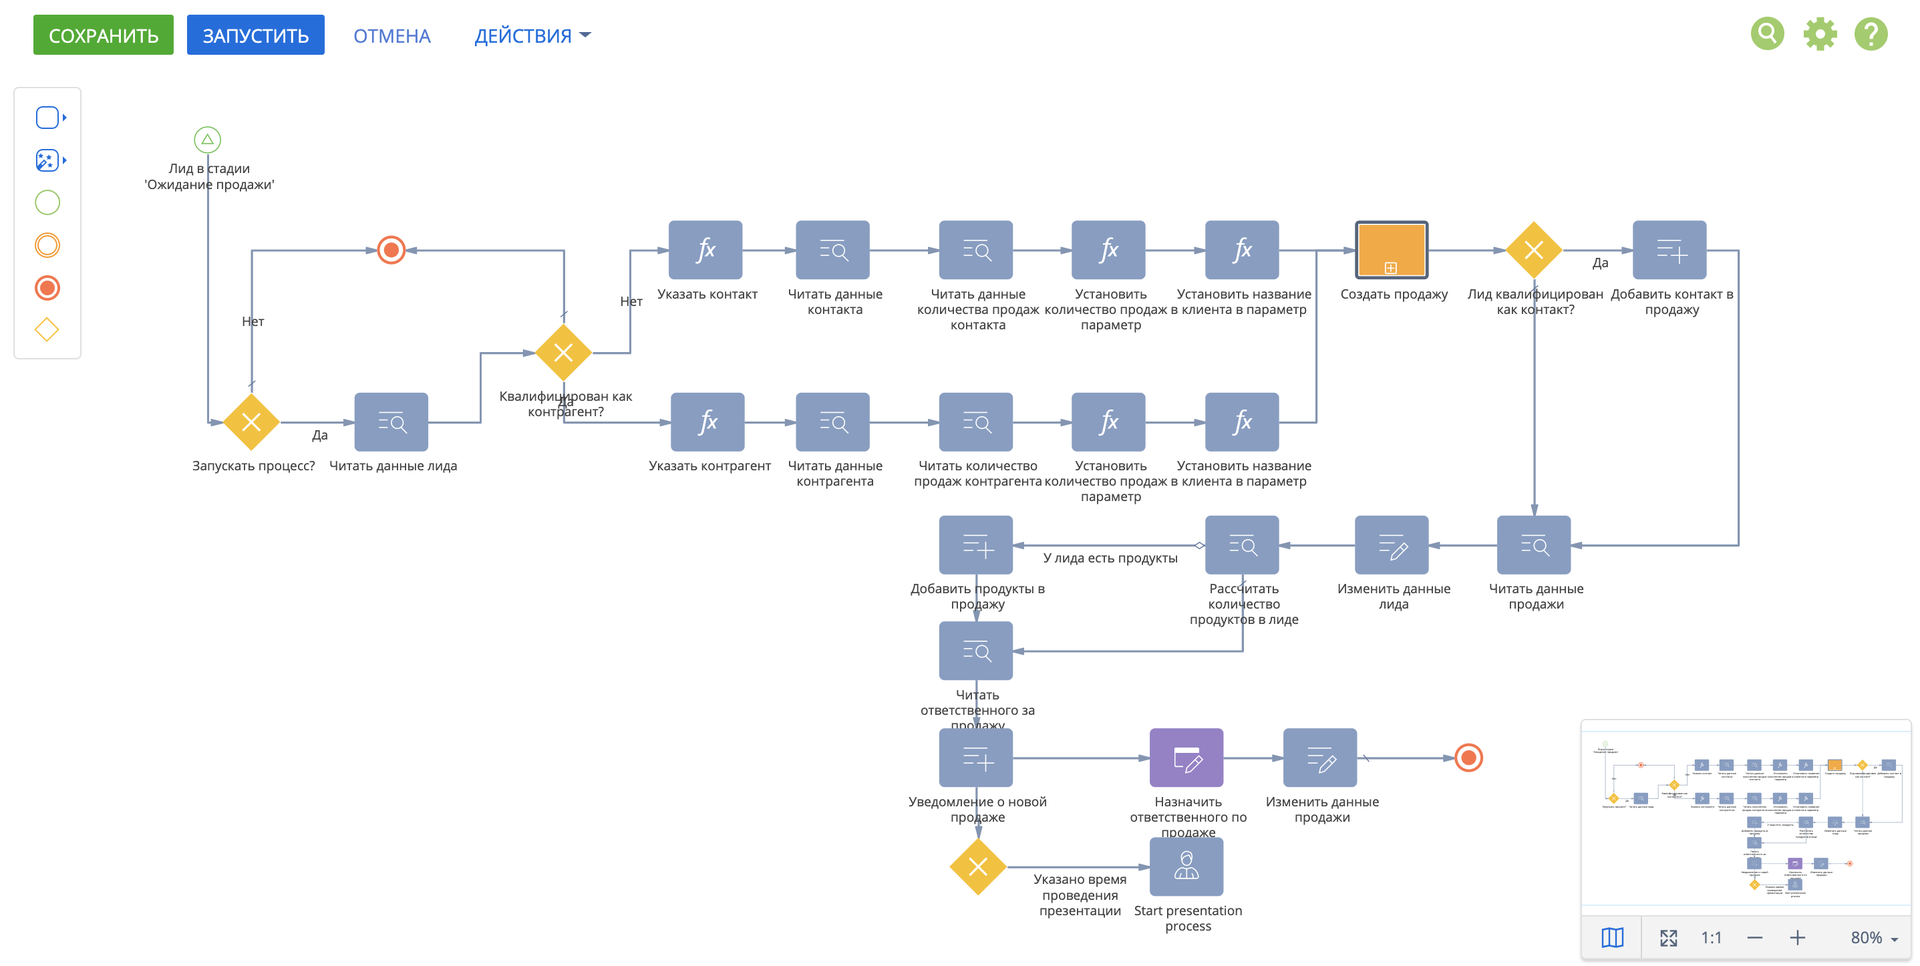 СОХРАНИТЬ
ЗАПУСТИТЬ
ОТМЕНА
ДЕЙСТВИЯ
Лид в стадии
'Ожидание продажи'
Нет
Запускать процесс?
Да
Читать данные лида
Квалифицирован как
контрагент?
Да
Нет
Указать контакт
Читать данные
контакта
Читать данные
количества продаж
контакта
Установить
количество продаж в
параметр
Установить название
клиента в параметр
Создать продажу
Лид квалифицирован
как контакт?
Да
Добавить контакт в
продажу
Указать контрагент
Читать данные
контрагента
Читать количество
продаж контрагента
Установить
количество продаж в
параметр
Установить название
клиента в параметр
Добавить продукты в
продажу
У лида есть продукты
Рассчитать
количество
продуктов в лиде
Изменить данные
лида
Читать данные
продажи
Читать
ответственного за
продажу
Уведомление о новой
продаже
Назначить
ответственного по
продаже
Изменить данные
продажи
Указано время
проведения
презентации
Start presentation
process
1:1
80%